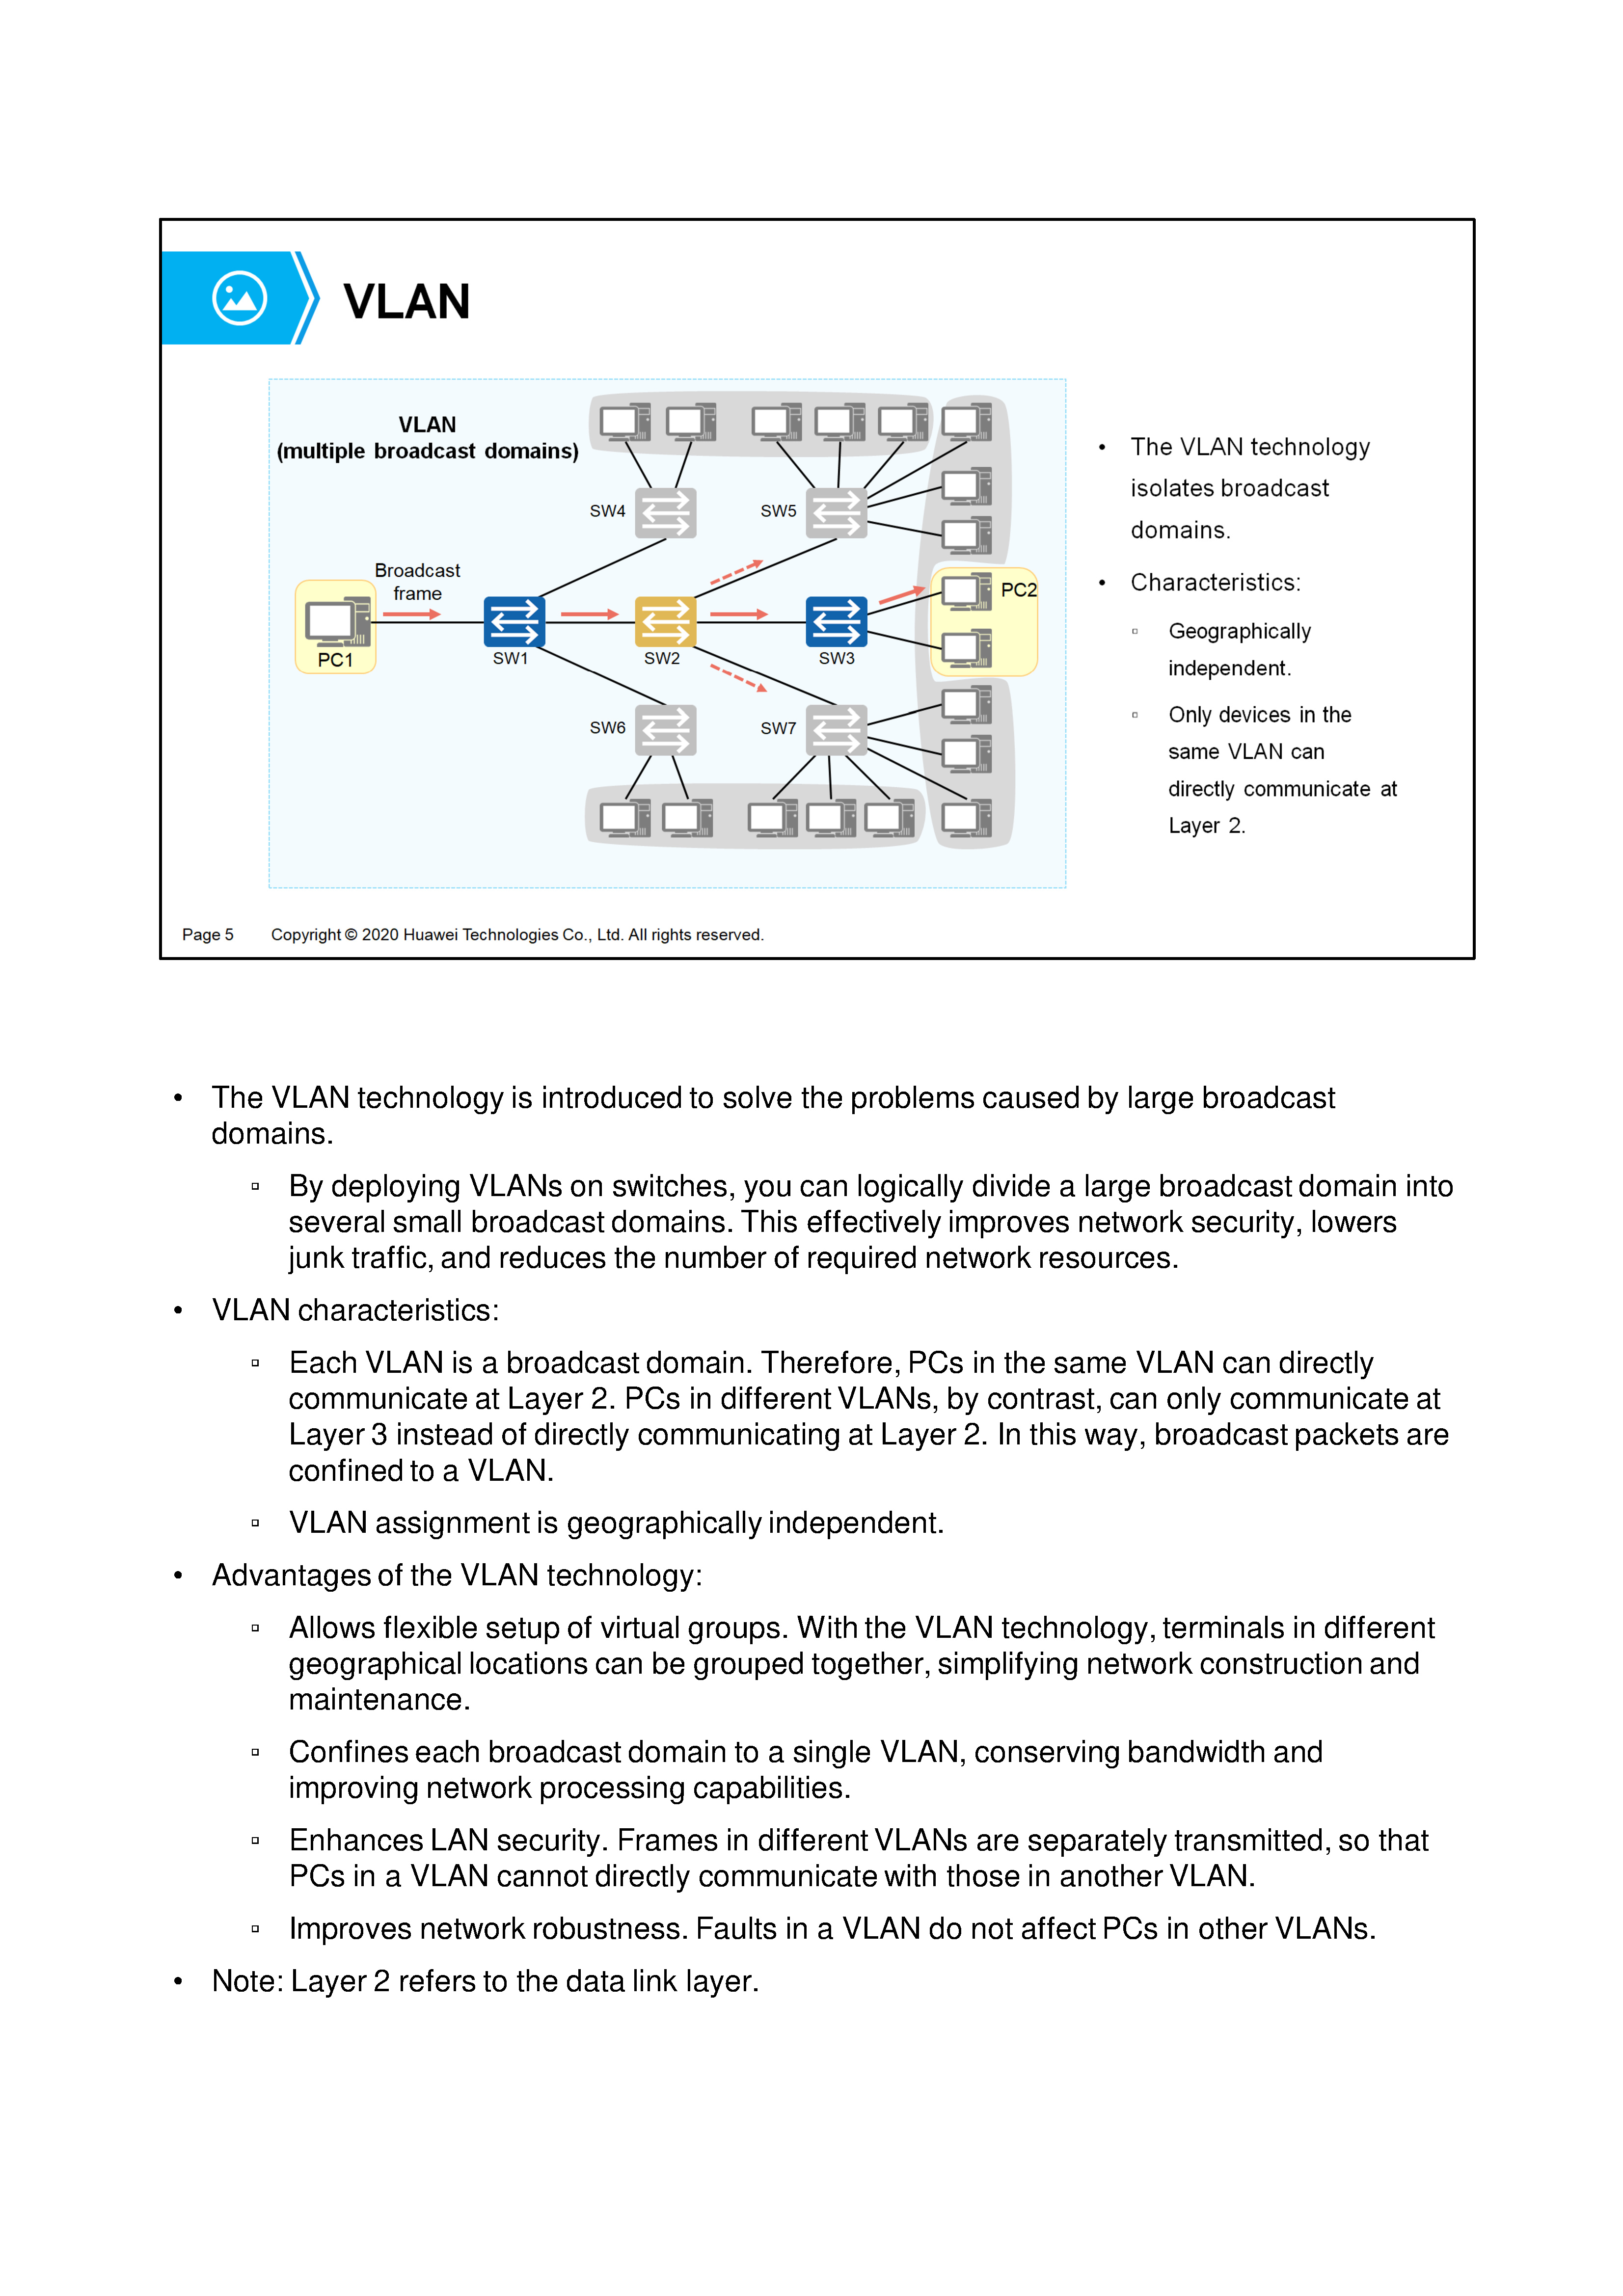 VLAN
VLAN
(multiple broadcast domains)
SW4
SW5
Broadcast
frame
PC1
SW1
SW2
SW3
PC2
SW6
SW7
• The VLAN technology
isolates broadcast
domains.
• Characteristics:
▫ Geographically
independent.
▫ Only devices in the
same VLAN can
directly communicate at
Layer 2.
Page 5 Copyright © 2020 Huawei Technologies Co., Ltd. All rights reserved.
• The VLAN technology is introduced to solve the problems caused by large broadcast
domains.
▫ By deploying VLANs on switches, you can logically divide a large broadcast domain into
several small broadcast domains. This effectively improves network security, lowers
junk traffic, and reduces the number of required network resources.
• VLAN characteristics:
▫ Each VLAN is a broadcast domain. Therefore, PCs in the same VLAN can directly
communicate at Layer 2. PCs in different VLANs, by contrast, can only communicate at
Layer 3 instead of directly communicating at Layer 2. In this way, broadcast packets are
confined to a VLAN.
▫ VLAN assignment is geographically independent.
• Advantages of the VLAN technology:
▫ Allows flexible setup of virtual groups. With the VLAN technology, terminals in different
geographical locations can be grouped together, simplifying network construction and
maintenance.
▫ Confines each broadcast domain to a single VLAN, conserving bandwidth and
improving network processing capabilities.
▫ Enhances LAN security. Frames in different VLANs are separately transmitted, so that
PCs in a VLAN cannot directly communicate with those in another VLAN.
▫ Improves network robustness. Faults in a VLAN do not affect PCs in other VLANs.
• Note: Layer 2 refers to the data link layer.